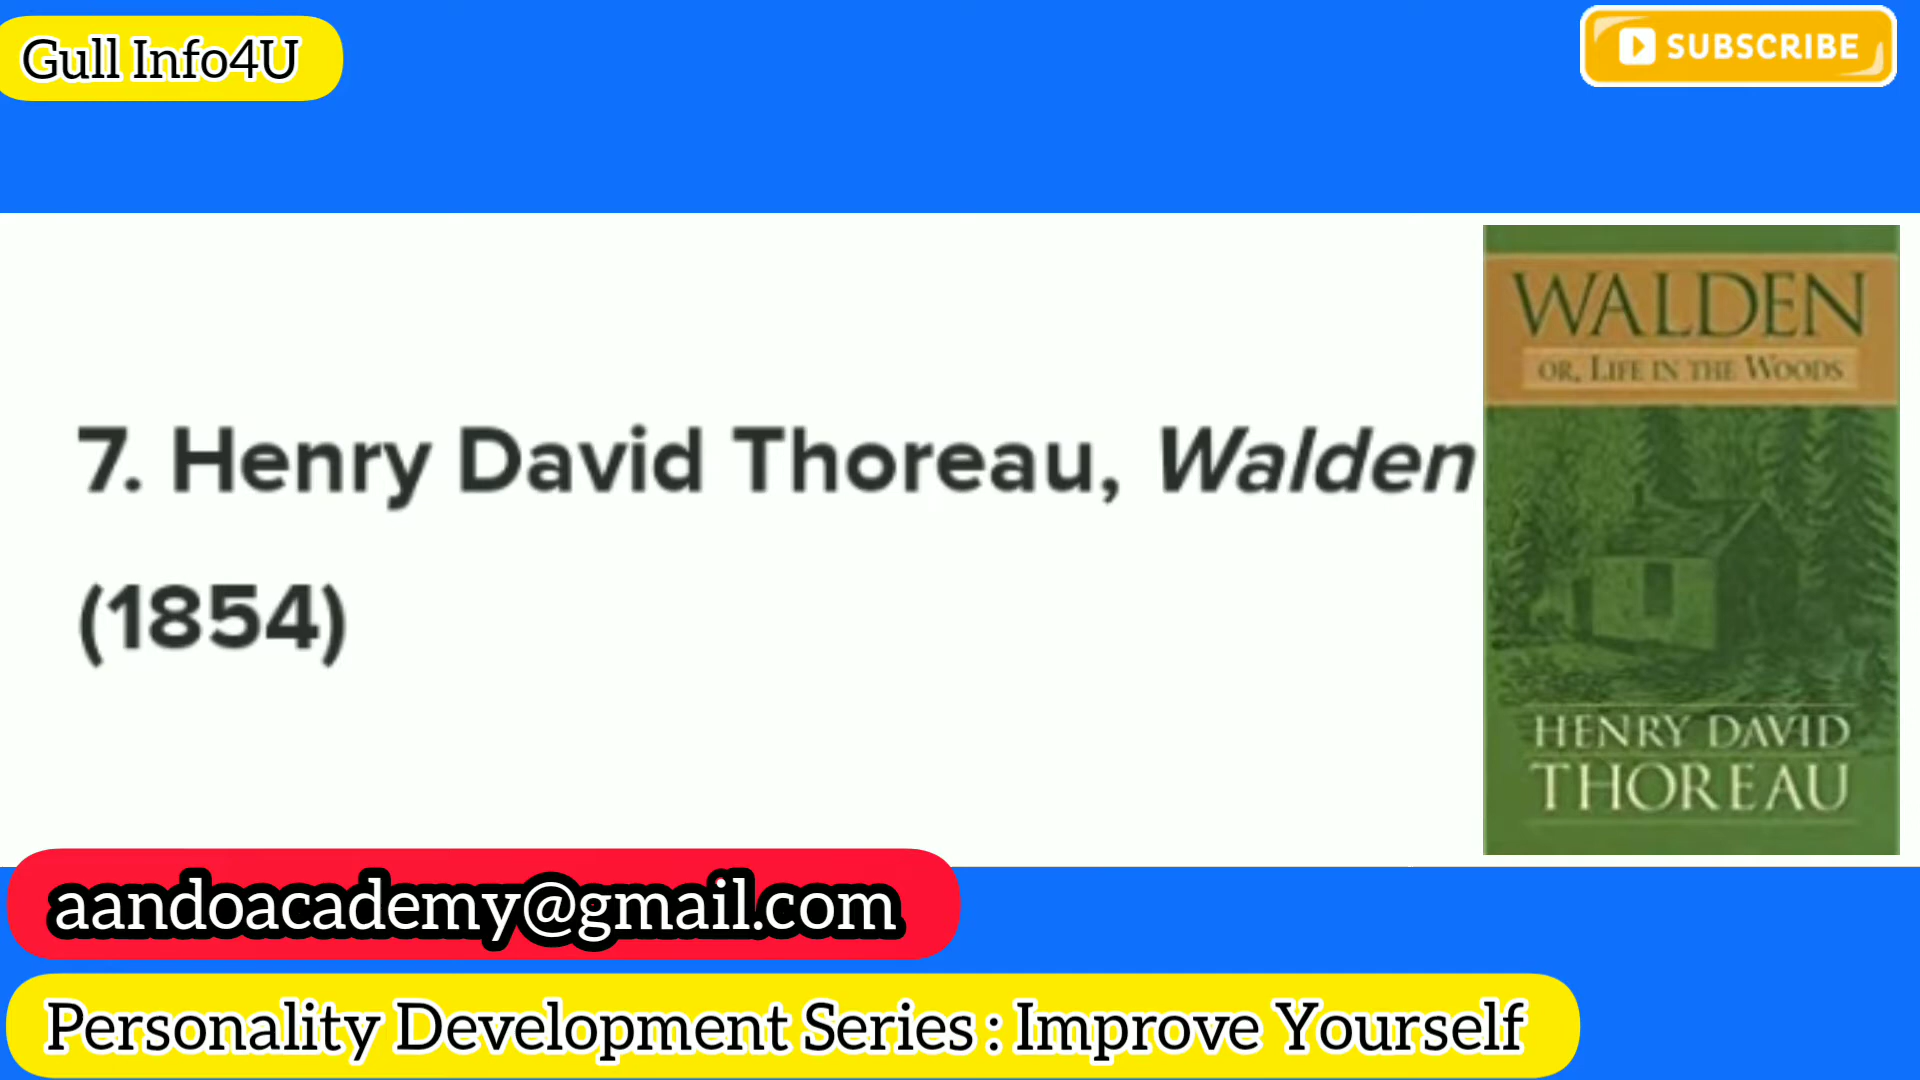 Gull Info4U
SUBSCRIBE
7. Henry David Thoreau, Walden
(1854)
WALDEN
OR, LIFE IN THE WOODS
HENRY DAVID
THOREAU
aandoacademy@gmail.com
Personality Development Series : Improve Yourself